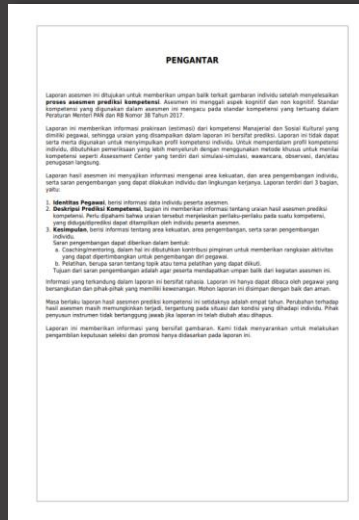 PENGANTAR
Laporan asesmen ini ditujukan untuk memberikan umpan balik terkait gambaran individu setelah menyelesaikan
proses asesmen prediksi kompetensi. Asesmen ini menggali aspek kognitif dan non kognitif. Standar
kompetensi yang digunakan dalam asesmen ini mengacu pada standar kompetensi yang tertuang dalam
Peraturan Menteri PAN dan RB Nomor 38 Tahun 2017.
Laporan ini memberikan informasi prakiraan (estimasi) dari kompetensi Manajerial dan Sosial Kultural yang
dimiliki pegawai, sehingga uraian yang disampaikan dalam laporan ini bersifat prediksi. Laporan ini tidak dapat
serta merta digunakan untuk menyimpulkan profil kompetensi individu. Untuk memperdalam profil kompetensi
individu, dibutuhkan pemeriksaan yang lebih menyeluruh dengan menggunakan metode khusus untuk menilai
kompetensi seperti Assessment Center yang terdiri dari simulasi-simulasi, wawancara, observasi, dan/atau
penugasan langsung.
Laporan hasil asesmen ini menyajikan informasi mengenai area kekuatan, dan area pengembangan individu,
serta saran pengembangan yang dapat dilakukan individu dan lingkungan kerjanya. Laporan terdiri dari 3 bagian,
yaitu:
1. Identitas Pegawai, berisi informasi data individu peserta asesmen.
2. Deskripsi Prediksi Kompetensi, bagian ini memberikan informasi tentang uraian hasil asesmen prediksi
kompetensi. Perlu dipahami bahwa uraian tersebut menjelaskan perilaku-perilaku pada suatu kompetensi,
yang diduga/diprediksi dapat ditampilkan oleh individu peserta asesmen.
3. Kesimpulan, berisi informasi tentang area kekuatan, area pengembangan, serta saran pengembangan
individu.
Saran pengembangan dapat diberikan dalam bentuk:
a. Coaching/mentoring, dalam hal ini dibutuhkan kontribusi pimpinan untuk memberikan rangkaian aktivitas
yang dapat dipertimbangkan untuk pengembangan diri pegawai.
b. Pelatihan, berupa saran tentang topik atau tema pelatihan yang dapat diikuti.
Tujuan dari saran pengembangan adalah agar peserta mendapatkan umpan balik dari kegiatan asesmen ini.
Informasi yang terkandung dalam laporan ini bersifat rahasia. Laporan ini hanya dapat dibaca oleh pegawai yang
bersangkutan dan pihak-pihak yang memiliki kewenangan. Mohon laporan ini disimpan dengan baik dan aman.
Masa berlaku laporan hasil asesmen prediksi kompetensi ini setidaknya adalah empat tahun. Perubahan terhadap
hasil asesmen masih memungkinkan terjadi, tergantung pada situasi dan kondisi yang dihadapi individu. Pihak
penyusun instrumen tidak bertanggung jawab jika laporan ini telah diubah atau dihapus.
Laporan ini memberikan informasi yang bersifat gambaran. Kami tidak menyarankan untuk melakukan
pengambilan keputusan seleksi dan promosi hanya didasarkan pada laporan ini.